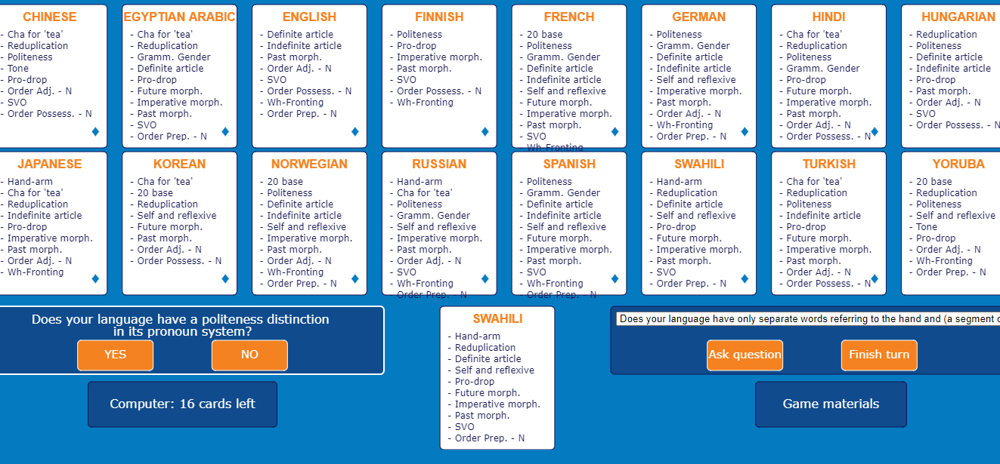 CHINESE
- Cha for 'tea'
- Reduplication
- Politeness
- Tone
- Pro-drop
- Order Adj. - N
- SVO
- Order Possess. - N
EGYPTIAN ARABIC
- Cha for 'tea'
- Reduplication
- Gramm. Gender
- Definite article
- Pro-drop
- Future morph.
- Imperative morph.
- Past morph.
- SVO
- Order Prep. - N
ENGLISH
- Definite article
- Indefinite article
- Past morph.
- Order Adj. - N
- SVO
- Order Possess. - N
- Wh-Fronting
- Order Prep. - N
FINNISH
- Politeness
- Pro-drop
- Imperative morph.
- Past morph.
- SVO
- Order Possess. - N
- Wh-Fronting
FRENCH
- 20 base
- Politeness
- Gramm. Gender
- Definite article
- Indefinite article
- Self and reflexive
- Future morph.
- Imperative morph.
- Past morph.
- SVO
- Wh-Fronting
GERMAN
- Politeness
- Gramm. Gender
- Definite article
- Indefinite article
- Self and reflexive
- Imperative morph.
- Past morph.
- Order Adj. - N
- Wh-Fronting
- Order Prep. - N
HINDI
- Cha for 'tea'
- Reduplication
- Politeness
- Gramm. Gender
- Pro-drop
- Future morph.
- Imperative morph.
- Past morph.
- Order Adj. - N
- Order Possess. - N
HUNGARIAN
- Reduplication
- Politeness
- Definite article
- Indefinite article
- Pro-drop
- Past morph.
- Order Adj. - N
- SVO
- Order Possess. - N
JAPANESE
- Hand-arm
- Cha for 'tea'
- Reduplication
- Indefinite article
- Pro-drop
- Imperative morph.
- Past morph.
- Order Adj. - N
- Wh-Fronting
KOREAN
- Cha for 'tea'
- 20 base
- Reduplication
- Self and reflexive
- Future morph.
- Past morph.
- Order Adj. - N
- Order Possess. - N
NORWEGIAN
- 20 base
- Politeness
- Definite article
- Indefinite article
- Self and reflexive
- Imperative morph.
- Past morph.
- Order Adj. - N
- Wh-Fronting
- Order Prep. - N
RUSSIAN
- Hand-arm
- Cha for 'tea'
- Politeness
- Gramm. Gender
- Self and reflexive
- Imperative morph.
- Past morph.
- Order Adj. - N
- SVO
- Wh-Fronting
- Order Prep. - N
SPANISH
- Politeness
- Gramm. Gender
- Definite article
- Indefinite article
- Self and reflexive
- Future morph.
- Imperative morph.
- Past morph.
- SVO
- Wh-Fronting
- Order Prep. - N
SWAHILI
- Hand-arm
- Reduplication
- Definite article
- Self and reflexive
- Pro-drop
- Future morph.
- Imperative morph.
- Past morph.
- SVO
- Order Prep. - N
TURKISH
- Cha for 'tea'
- Reduplication
- Politeness
- Indefinite article
- Pro-drop
- Future morph.
- Imperative morph.
- Past morph.
- Order Adj. - N
- Order Possess. - N
YORUBA
- 20 base
- Reduplication
- Politeness
- Self and reflexive
- Tone
- Pro-drop
- Order Adj. - N
- Wh-Fronting
- Order Prep. - N
Does your language have a politeness distinction
in its pronoun system?
YES
NO
Computer: 16 cards left
SWAHILI
- Hand-arm
- Reduplication
- Definite article
- Self and reflexive
- Pro-drop
- Future morph.
- Imperative morph.
- Past morph.
- SVO
- Order Prep. - N
Does your language have only separate words referring to the hand and (a segment
Ask question
Finish turn
Game materials